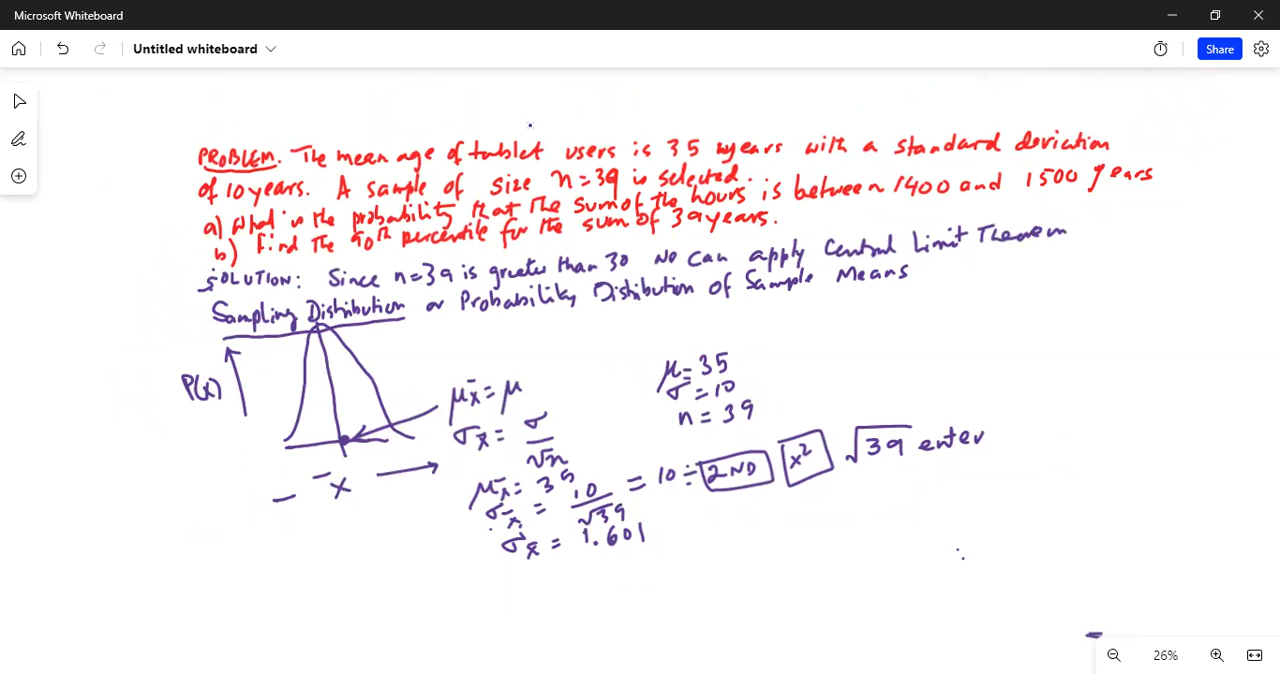 Microsoft Whiteboard
Untitled whiteboard
Share
PROBLEM. The mean age of tablet users is 35 years with a standard deviation
of 10 years. A sample of size n=39 is selected.
a) What is the probability that the sum of the hours is between 1400 and 1500 years
b) Find the 90th percentile for the sum of 39 years.
SOLUTION: Since n=39 is greater than 30 we can apply Central Limit Theorem
Sampling Distribution or Probability Distribution of Sample Means
P(x)
x̄
μx̄ = μ
σx̄ = σ/√n
μ = 35
σ = 10
n = 39
μx̄ = 35
σx̄ = 10/√39 = 10 ÷ 2ND x² √39 enter
σx̄ = 1.601
26%